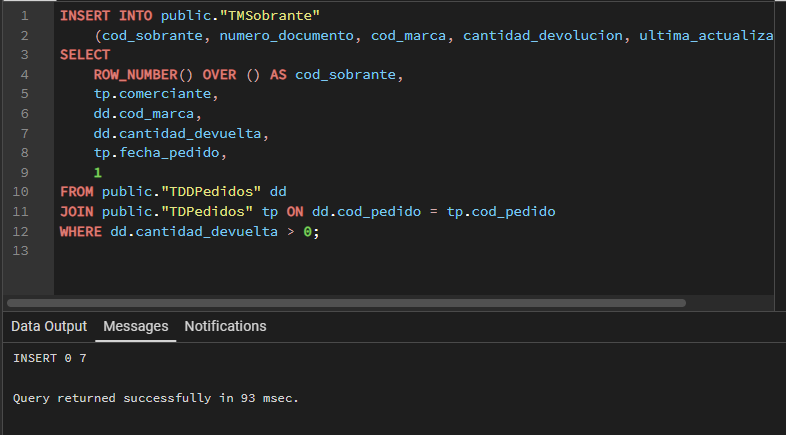 1 INSERT INTO public."TMSobrante"
2 (cod_sobrante, numero_documento, cod_marca, cantidad_devolucion, ultima_actualiza
3 SELECT
4 ROW_NUMBER() OVER () AS cod_sobrante,
5 tp.comerciante,
6 dd.cod_marca,
7 dd.cantidad_devuelta,
8 tp.fecha_pedido,
9 1
10 FROM public."TDDPedidos" dd
11 JOIN public."TDPedidos" tp ON dd.cod_pedido = tp.cod_pedido
12 WHERE dd.cantidad_devuelta > 0;
13
Data Output Messages Notifications
INSERT 0 7
Query returned successfully in 93 msec.